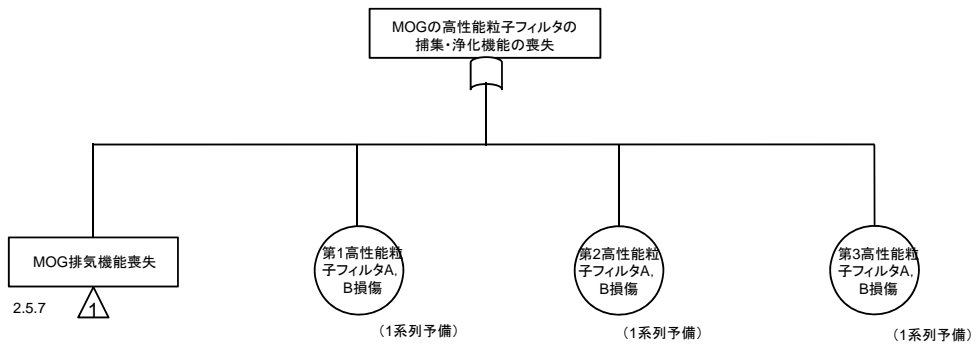 MOGの高性能粒子フィルタの
捕集・浄化機能の喪失
MOG排気機能喪失
2.5.7
1
第1高性能粒
子フィルタA,
B損傷
（1系列予備）
第2高性能粒
子フィルタA,
B損傷
（1系列予備）
第3高性能粒
子フィルタA,
B損傷
（1系列予備）